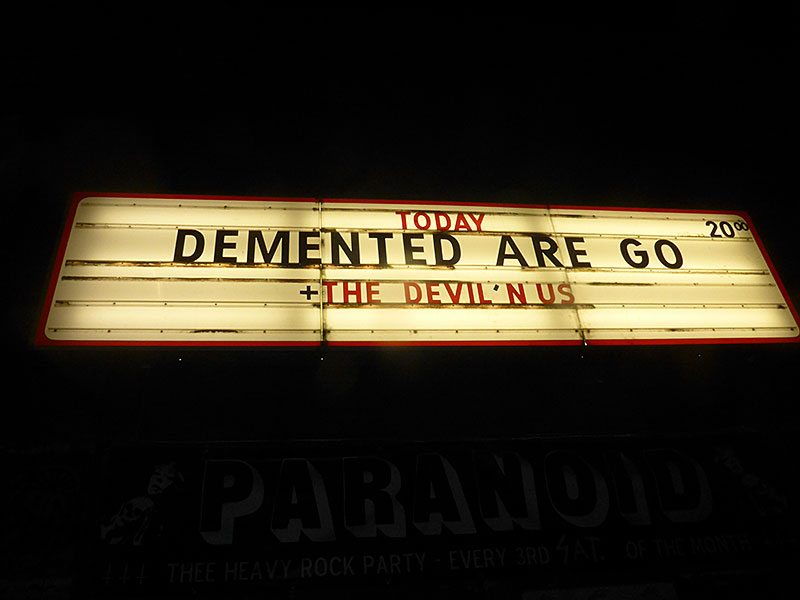 TODAY
20⁰⁰
DEMENTED ARE GO
+THE DEVIL'N US
PARANOID
††† THEE HEAVY ROCK PARTY - EVERY 3RD SAT. OF THE MONTH